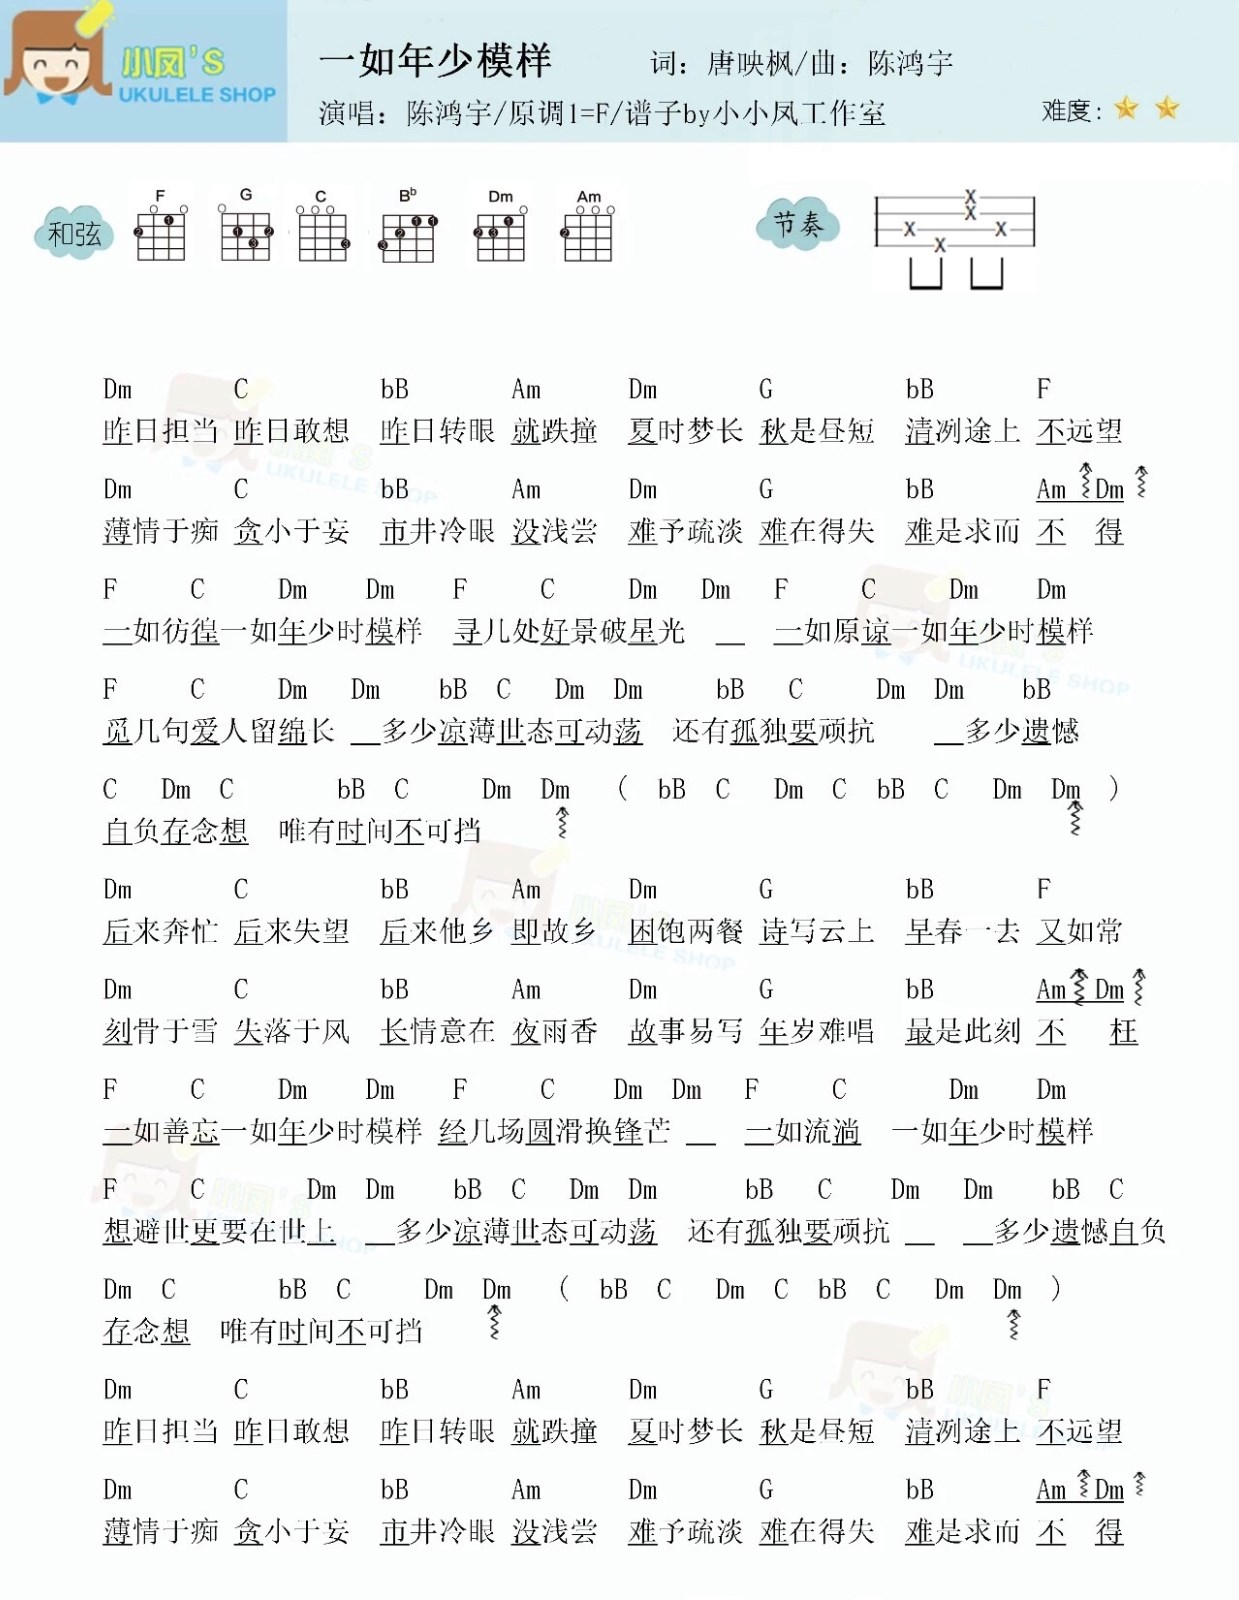 小凤'S
UKULELE SHOP
一如年少模样 词：唐映枫/曲：陈鸿宇
演唱：陈鸿宇/原调1=F/谱子by小小凤工作室 难度：
和弦 F G C Bb Dm Am 节奏
Dm C bB Am Dm G bB F
昨日担当 昨日敢想 昨日转眼 就跌撞 夏时梦长 秋是昼短 清冽途上 不远望
Dm C bB Am Dm G bB Am Dm
薄情于痴 贪小于妄 市井冷眼 没浅尝 难予疏淡 难在得失 难是求而 不 得
F C Dm Dm F C Dm Dm F C Dm Dm
一如彷徨一如年少时模样 寻几处好景破星光 一如原谅一如年少时模样
F C Dm Dm bB C Dm Dm bB C Dm Dm bB
觅几句爱人留绵长 多少凉薄世态可动荡 还有孤独要顽抗 多少遗憾
C Dm C bB C Dm Dm ( bB C Dm C bB C Dm Dm )
自负存念想 唯有时间不可挡
Dm C bB Am Dm G bB F
后来奔忙 后来失望 后来他乡 即故乡 困饱两餐 诗写云上 早春一去 又如常
Dm C bB Am Dm G bB Am Dm
刻骨于雪 失落于风 长情意在 夜雨香 故事易写 年岁难唱 最是此刻 不 枉
F C Dm Dm F C Dm Dm F C Dm Dm
一如善忘一如年少时模样 经几场圆滑换锋芒 一如流淌 一如年少时模样
F C Dm Dm bB C Dm Dm bB C Dm Dm bB C
想避世更要在世上 多少凉薄世态可动荡 还有孤独要顽抗 多少遗憾自负
Dm C bB C Dm Dm ( bB C Dm C bB C Dm Dm )
存念想 唯有时间不可挡
Dm C bB Am Dm G bB F
昨日担当 昨日敢想 昨日转眼 就跌撞 夏时梦长 秋是昼短 清冽途上 不远望
Dm C bB Am Dm G bB Am Dm
薄情于痴 贪小于妄 市井冷眼 没浅尝 难予疏淡 难在得失 难是求而 不 得